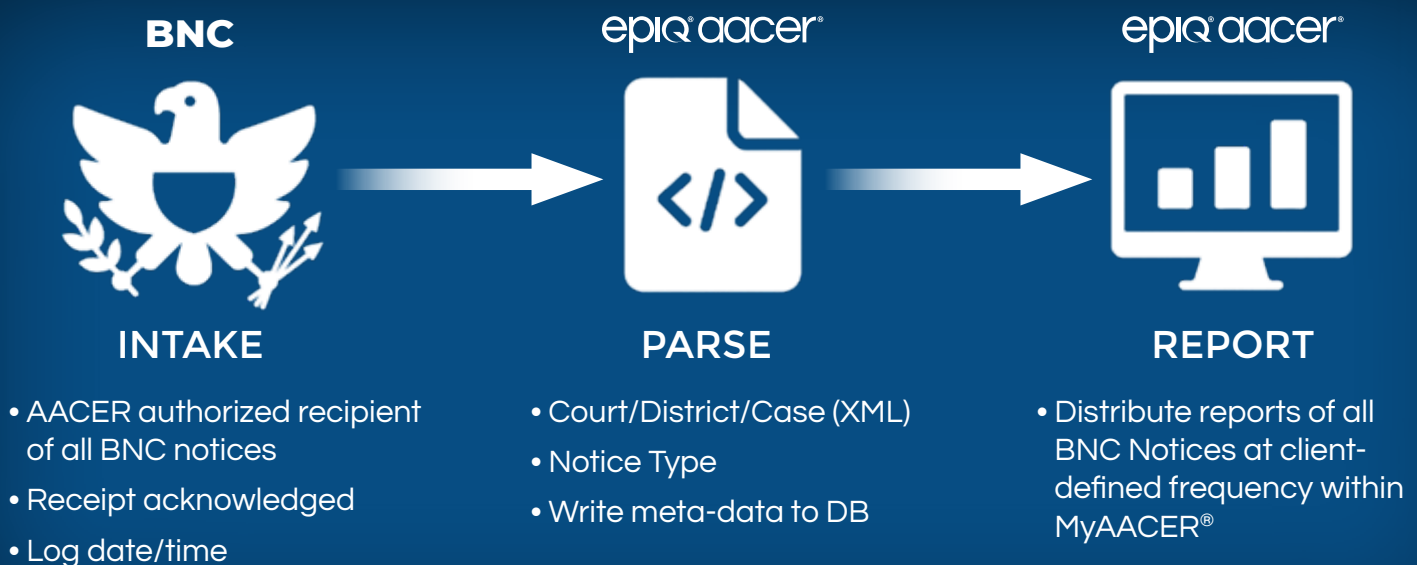 BNC
epiq® aacer®
epiq® aacer®
</>
INTAKE
PARSE
REPORT
• AACER authorized recipient
of all BNC notices
• Receipt acknowledged
• Log date/time
• Court/District/Case (XML)
• Notice Type
• Write meta-data to DB
• Distribute reports of all
BNC Notices at client-
defined frequency within
MyAACER®